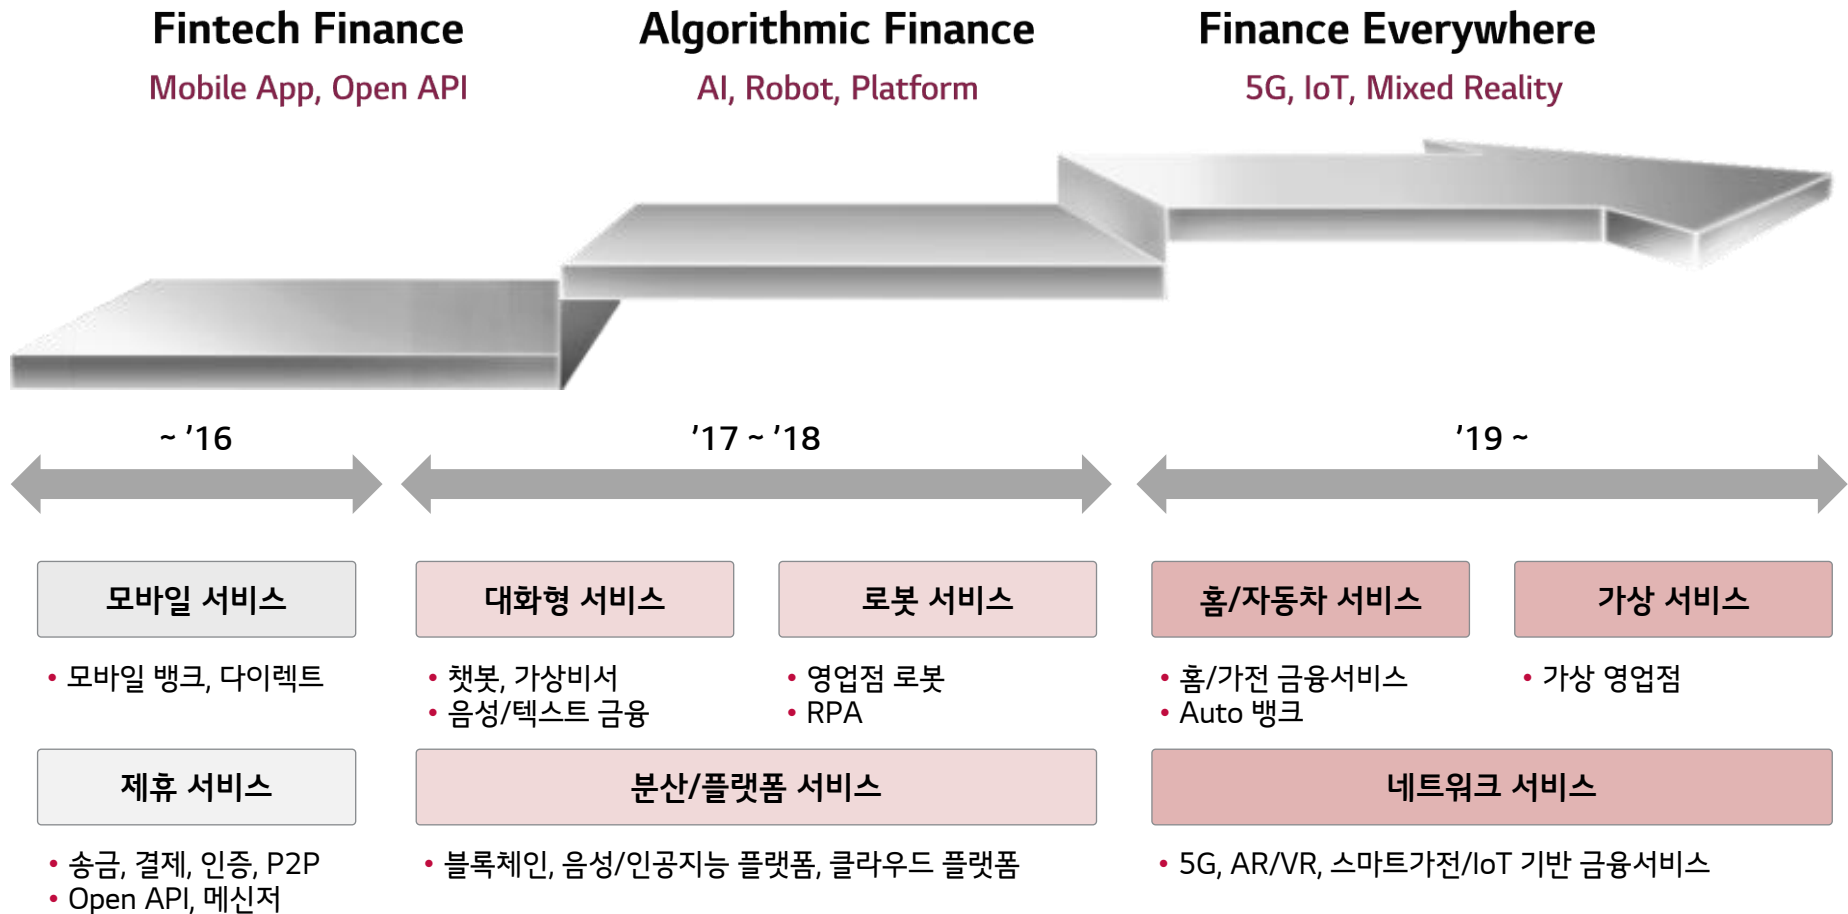 Fintech Finance
Mobile App, Open API
Algorithmic Finance
AI, Robot, Platform
Finance Everywhere
5G, IoT, Mixed Reality
~ ’16
’17 ~ ’18
’19 ~
모바일 서비스
• 모바일 뱅크, 다이렉트
제휴 서비스
• 송금, 결제, 인증, P2P
• Open API, 메신저
대화형 서비스
• 챗봇, 가상비서
• 음성/텍스트 금융
로봇 서비스
• 영업점 로봇
• RPA
분산/플랫폼 서비스
• 블록체인, 음성/인공지능 플랫폼, 클라우드 플랫폼
홈/자동차 서비스
• 홈/가전 금융서비스
• Auto 뱅크
가상 서비스
• 가상 영업점
네트워크 서비스
• 5G, AR/VR, 스마트가전/IoT 기반 금융서비스